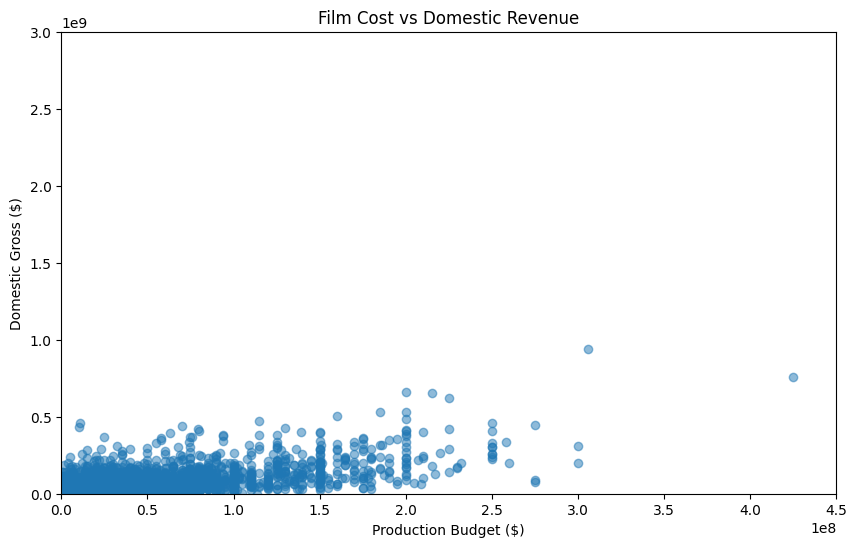 Film Cost vs Domestic Revenue
1e9
3.0
2.5
2.0
1.5
1.0
0.5
0.0
Domestic Gross ($)
0.0 0.5 1.0 1.5 2.0 2.5 3.0 3.5 4.0 4.5
1e8
Production Budget ($)